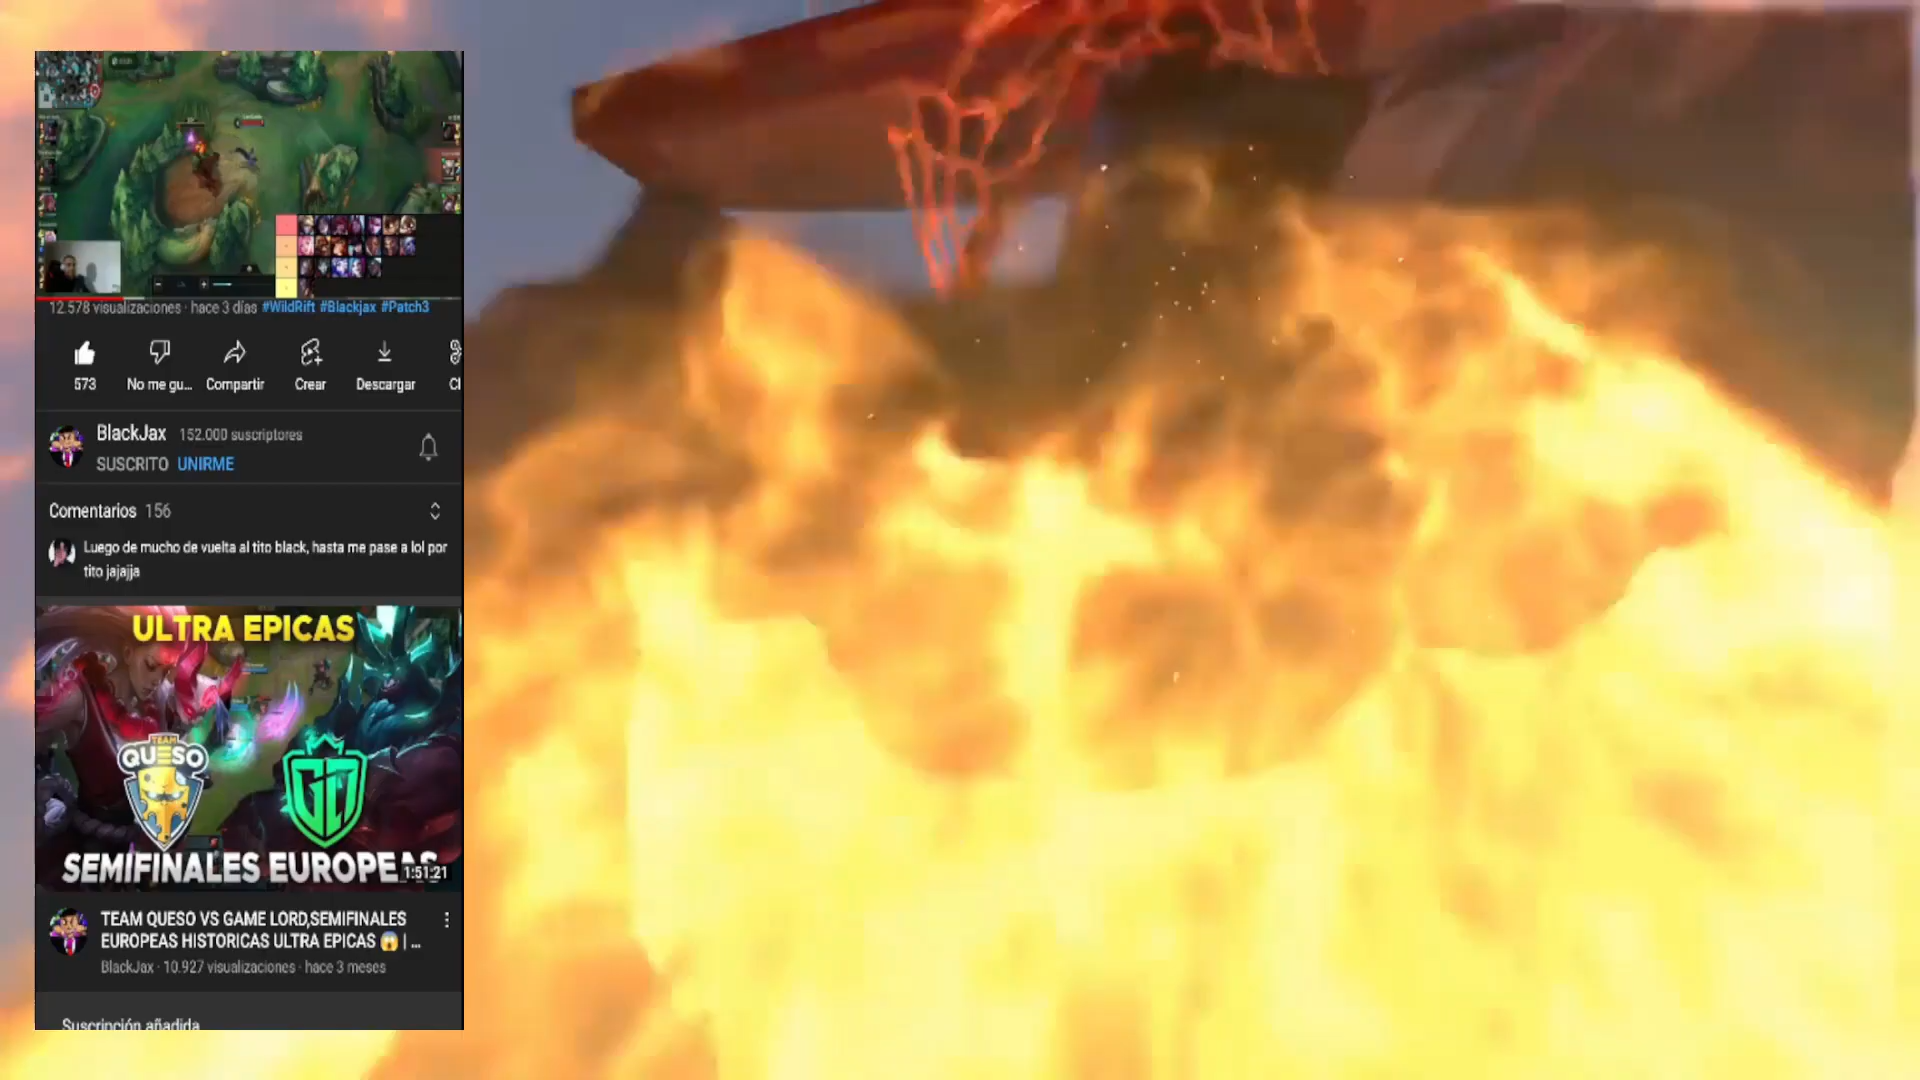 12.578 visualizaciones · hace 3 días #WildRift #Blackjax #Patch3
573
No me gu...
Compartir
Crear
Descargar
Cl
BlackJax 152.000 suscriptores
SUSCRITO UNIRME
Comentarios 156
Luego de mucho de vuelta al tito black, hasta me pase a lol por
tito jajajja
ULTRA EPICAS
TEAM
QUESO
SEMIFINALES EUROPEAS
1:51:21
TEAM QUESO VS GAME LORD,SEMIFINALES
EUROPEAS HISTORICAS ULTRA EPICAS 😱 | ...
BlackJax · 10.927 visualizaciones · hace 3 meses
Suscripción añadida